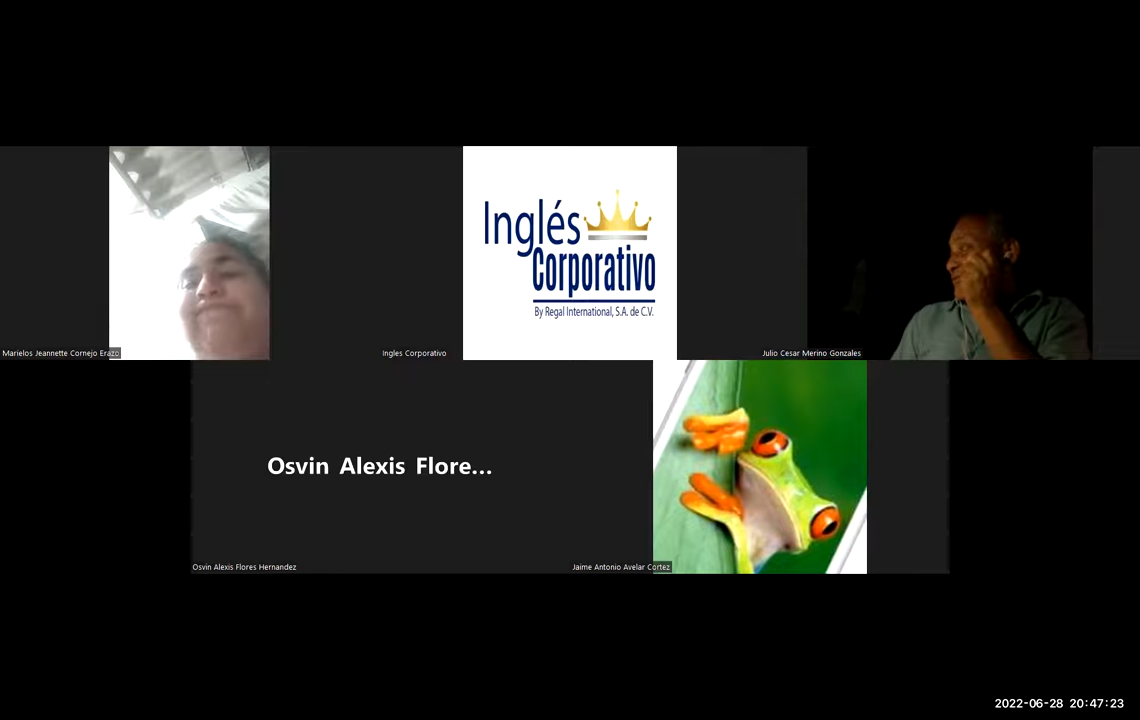 Inglés
Corporativo
By Regal International, S.A. de C.V.
Marielos Jeannette Cornejo Erazo
Ingles Corporativo
Julio Cesar Merino Gonzales
Osvin Alexis Flore...
Osvin Alexis Flores Hernandez
Jaime Antonio Avelar Cortez
2022-06-28 20:47:23